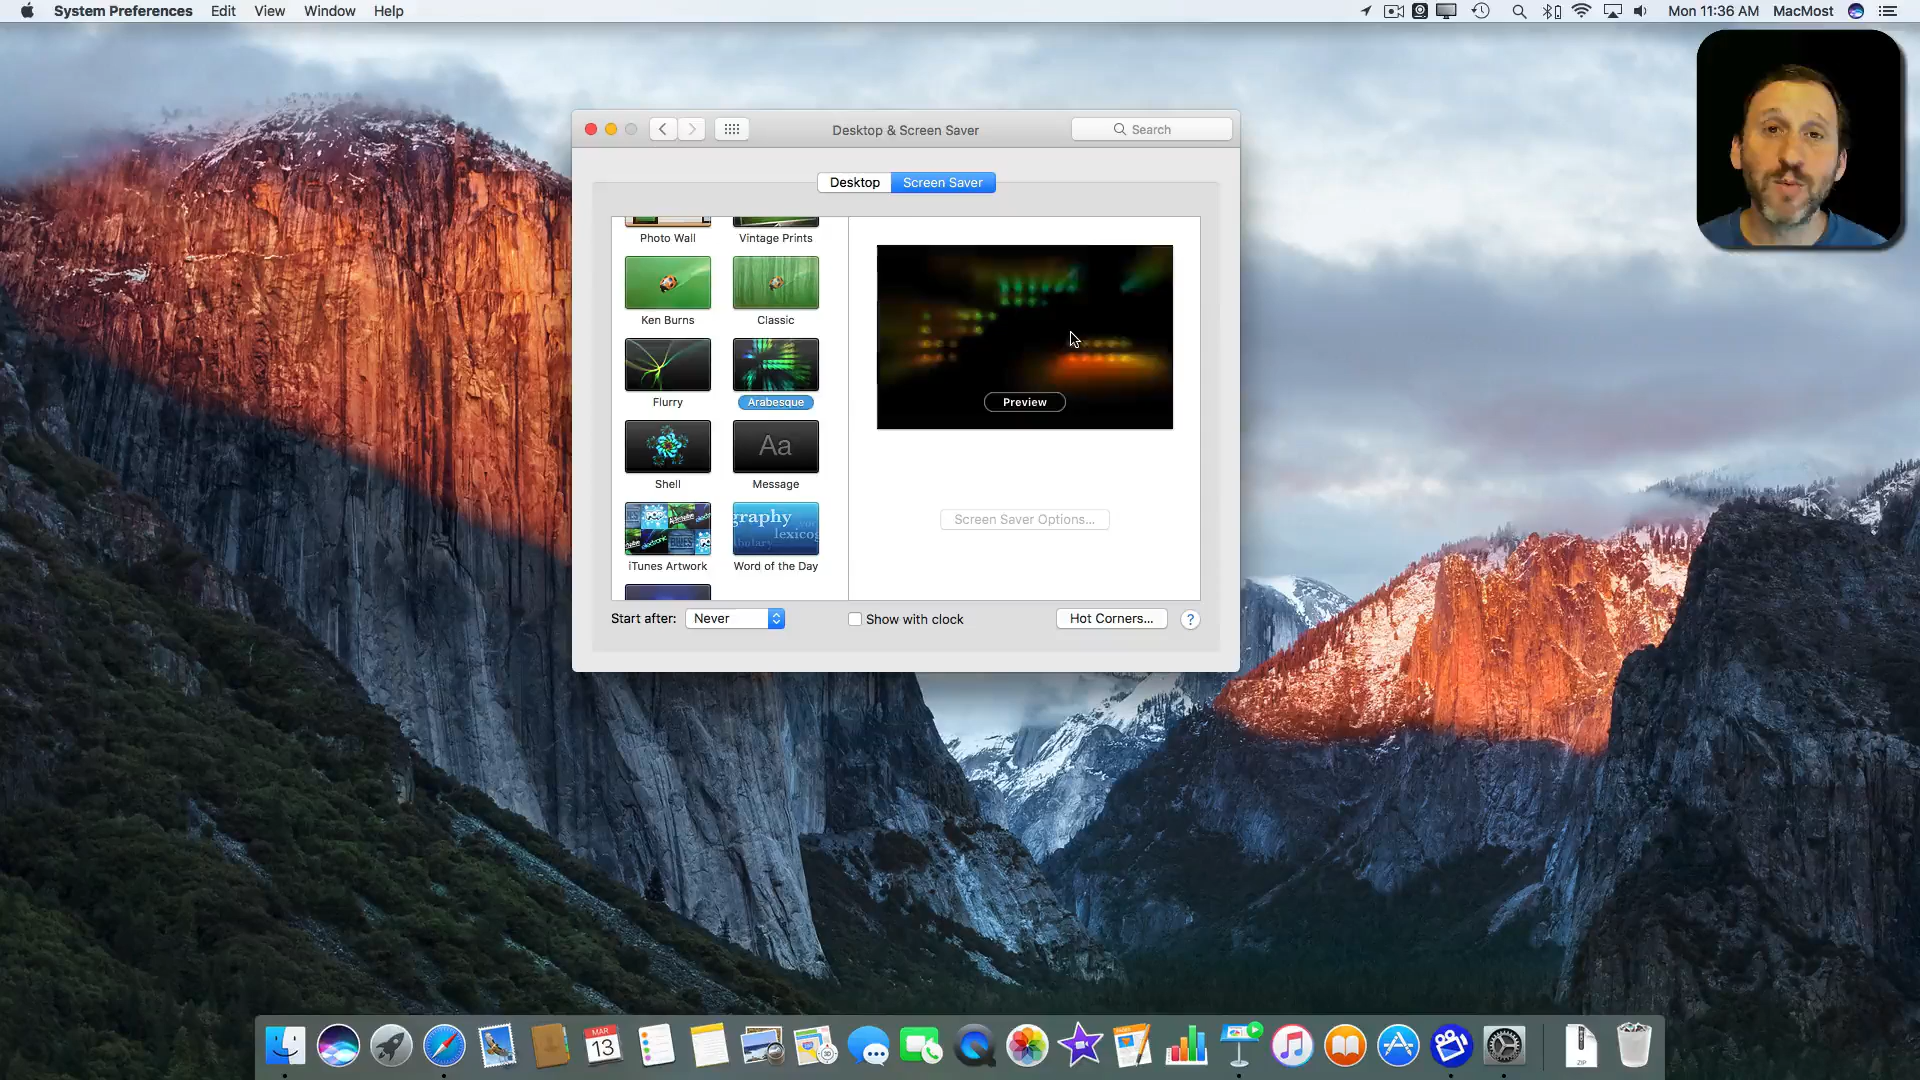 System Preferences Edit View Window Help Mon 11:36 AM MacMost
Desktop & Screen Saver Search
Desktop Screen Saver
Photo Wall Vintage Prints
Ken Burns Classic
Flurry Arabesque
Preview
Aa
Shell Message
Screen Saver Options...
graphy
lexicog
iTunes Artwork Word of the Day
Start after: Never Show with clock Hot Corners... ?
MAR
13
ZIP